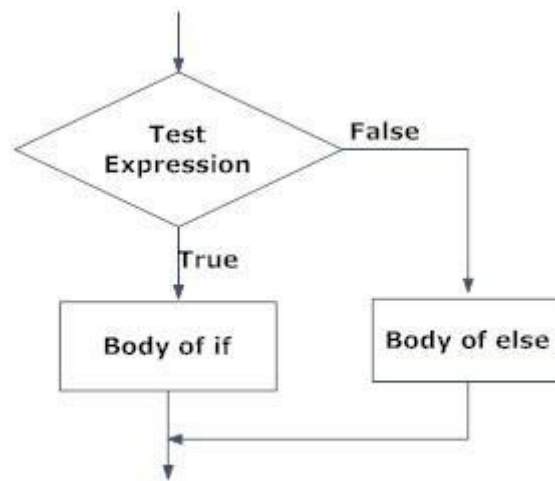 Test
Expression
False
True
Body of if
Body of else